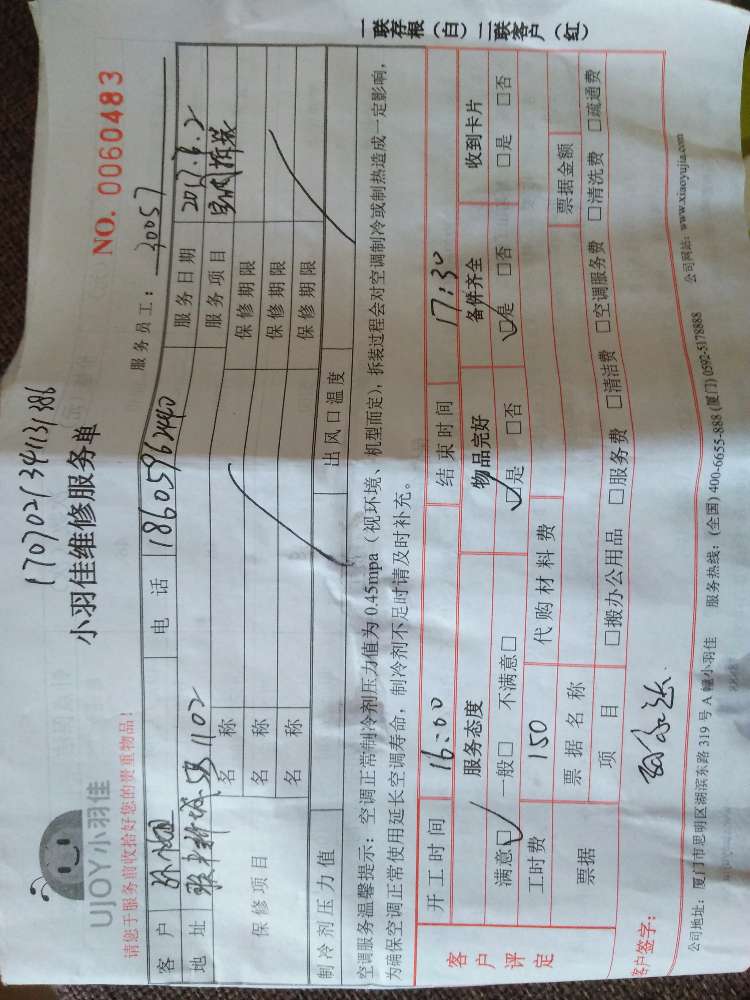 170702134131386
UJOY小羽佳
小羽佳维修服务单
NO. 0060483
请您于服务前收拾好您的贵重物品!
服务员工: 30057
客户 电话 18605962440 服务日期 2017.6.2
地址 1102 服务项目 拆装
保修项目 名称 保修期限
名称 保修期限
名称 保修期限
制冷剂压力值 出风口温度
空调服务温馨提示:空调正常制冷剂压力值为0.45mpa(视环境、机型而定),拆装过程会对空调制冷或制热造成一定影响,
为确保空调正常使用延长空调寿命,制冷剂不足时请及时补充。
客户评定 开工时间 16:00 结束时间 17:30
服务态度 物品完好 备件齐全 收到卡片
满意☑ 一般□ 不满意□ ☑是 □否 ☑是 □否 □是 □否
工时费 150 代购材料费
票据 票据名称 票据金额
项目 □搬办公用品 □服务费 □清洁费 □空调服务费 □清洗费 □疏通费
客户签字:
公司地址:厦门市思明区湖滨东路319号A幢小羽佳 服务热线:(全国)400-6655-888(厦门)0592-5178888 公司网站:www.xiaoyujia.com
一联存根(白)二联客户(红)